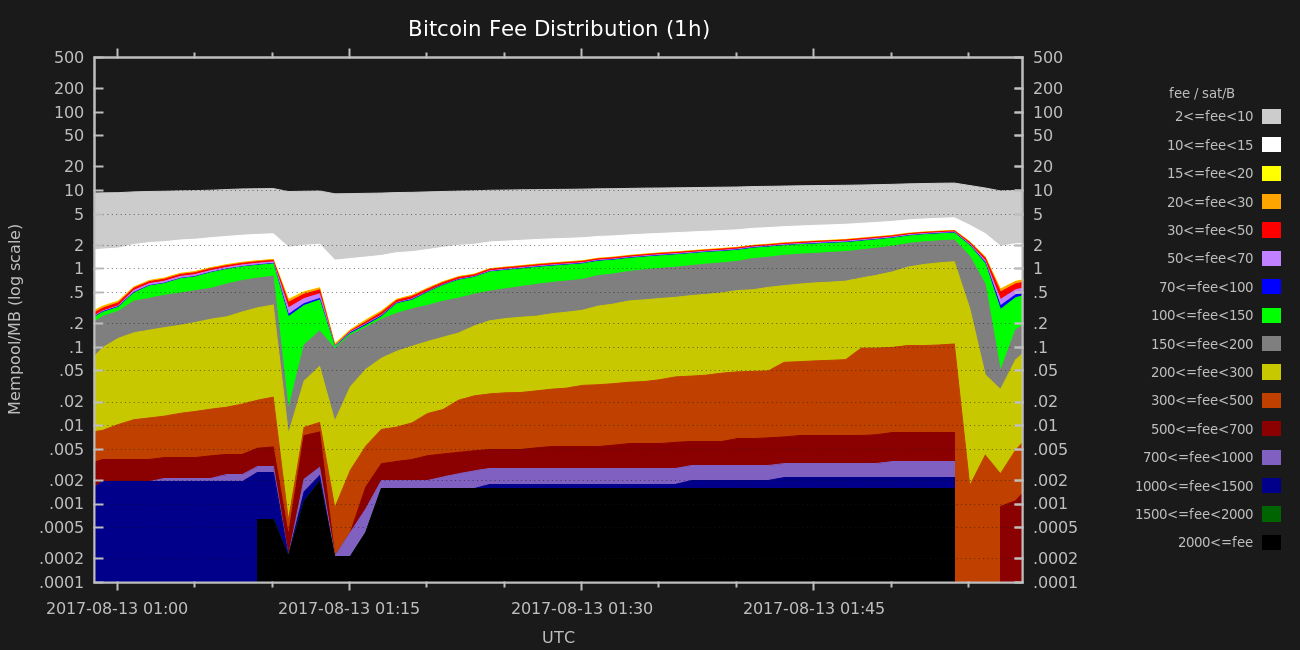 Bitcoin Fee Distribution (1h)
500 500
200 200
100 100
50 50
20 20
10 10
5 5
2 2
1 1
.5 .5
.2 .2
.1 .1
.05 .05
.02 .02
.01 .01
.005 .005
.002 .002
.001 .001
.0005 .0005
.0002 .0002
.0001 .0001
Mempool/MB (log scale)
2017-08-13 01:00 2017-08-13 01:15 2017-08-13 01:30 2017-08-13 01:45
UTC
fee / sat/B
2<=fee<10
10<=fee<15
15<=fee<20
20<=fee<30
30<=fee<50
50<=fee<70
70<=fee<100
100<=fee<150
150<=fee<200
200<=fee<300
300<=fee<500
500<=fee<700
700<=fee<1000
1000<=fee<1500
1500<=fee<2000
2000<=fee